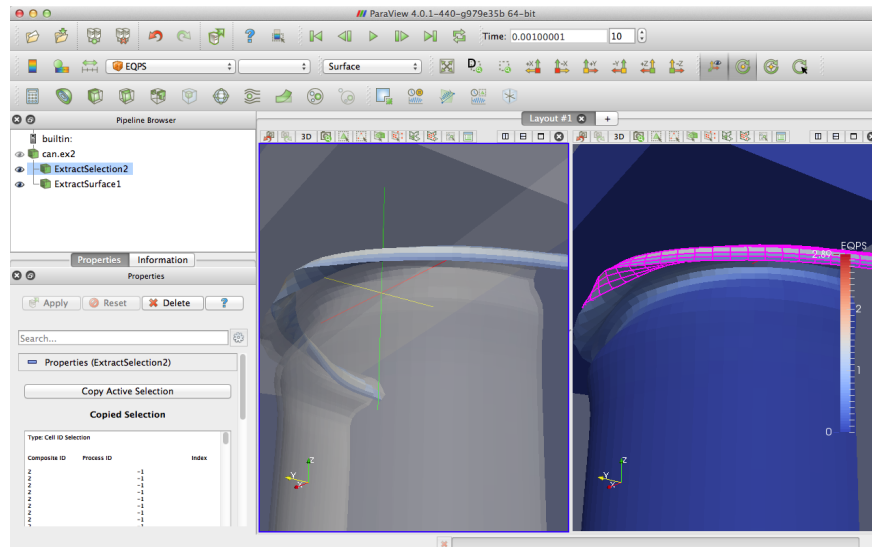 ParaView 4.0.1-440-g979e35b 64-bit
Time: 0.00100001 10
EQPS Surface
+X -X +Y -Y +Z -Z
Pipeline Browser
Layout #1 +
builtin:
can.ex2
ExtractSelection2
ExtractSurface1
3D
3D
Properties Information
Properties
Apply Reset Delete ?
Search...
Properties (ExtractSelection2)
Copy Active Selection
Copied Selection
Type: Cell ID Selection
Composite ID Process ID Index
2 -1
2 -1
2 -1
2 -1
2 -1
2 -1
2 -1
Z
Y
X
EQPS
2.89
2
1
0
Z
Y
X